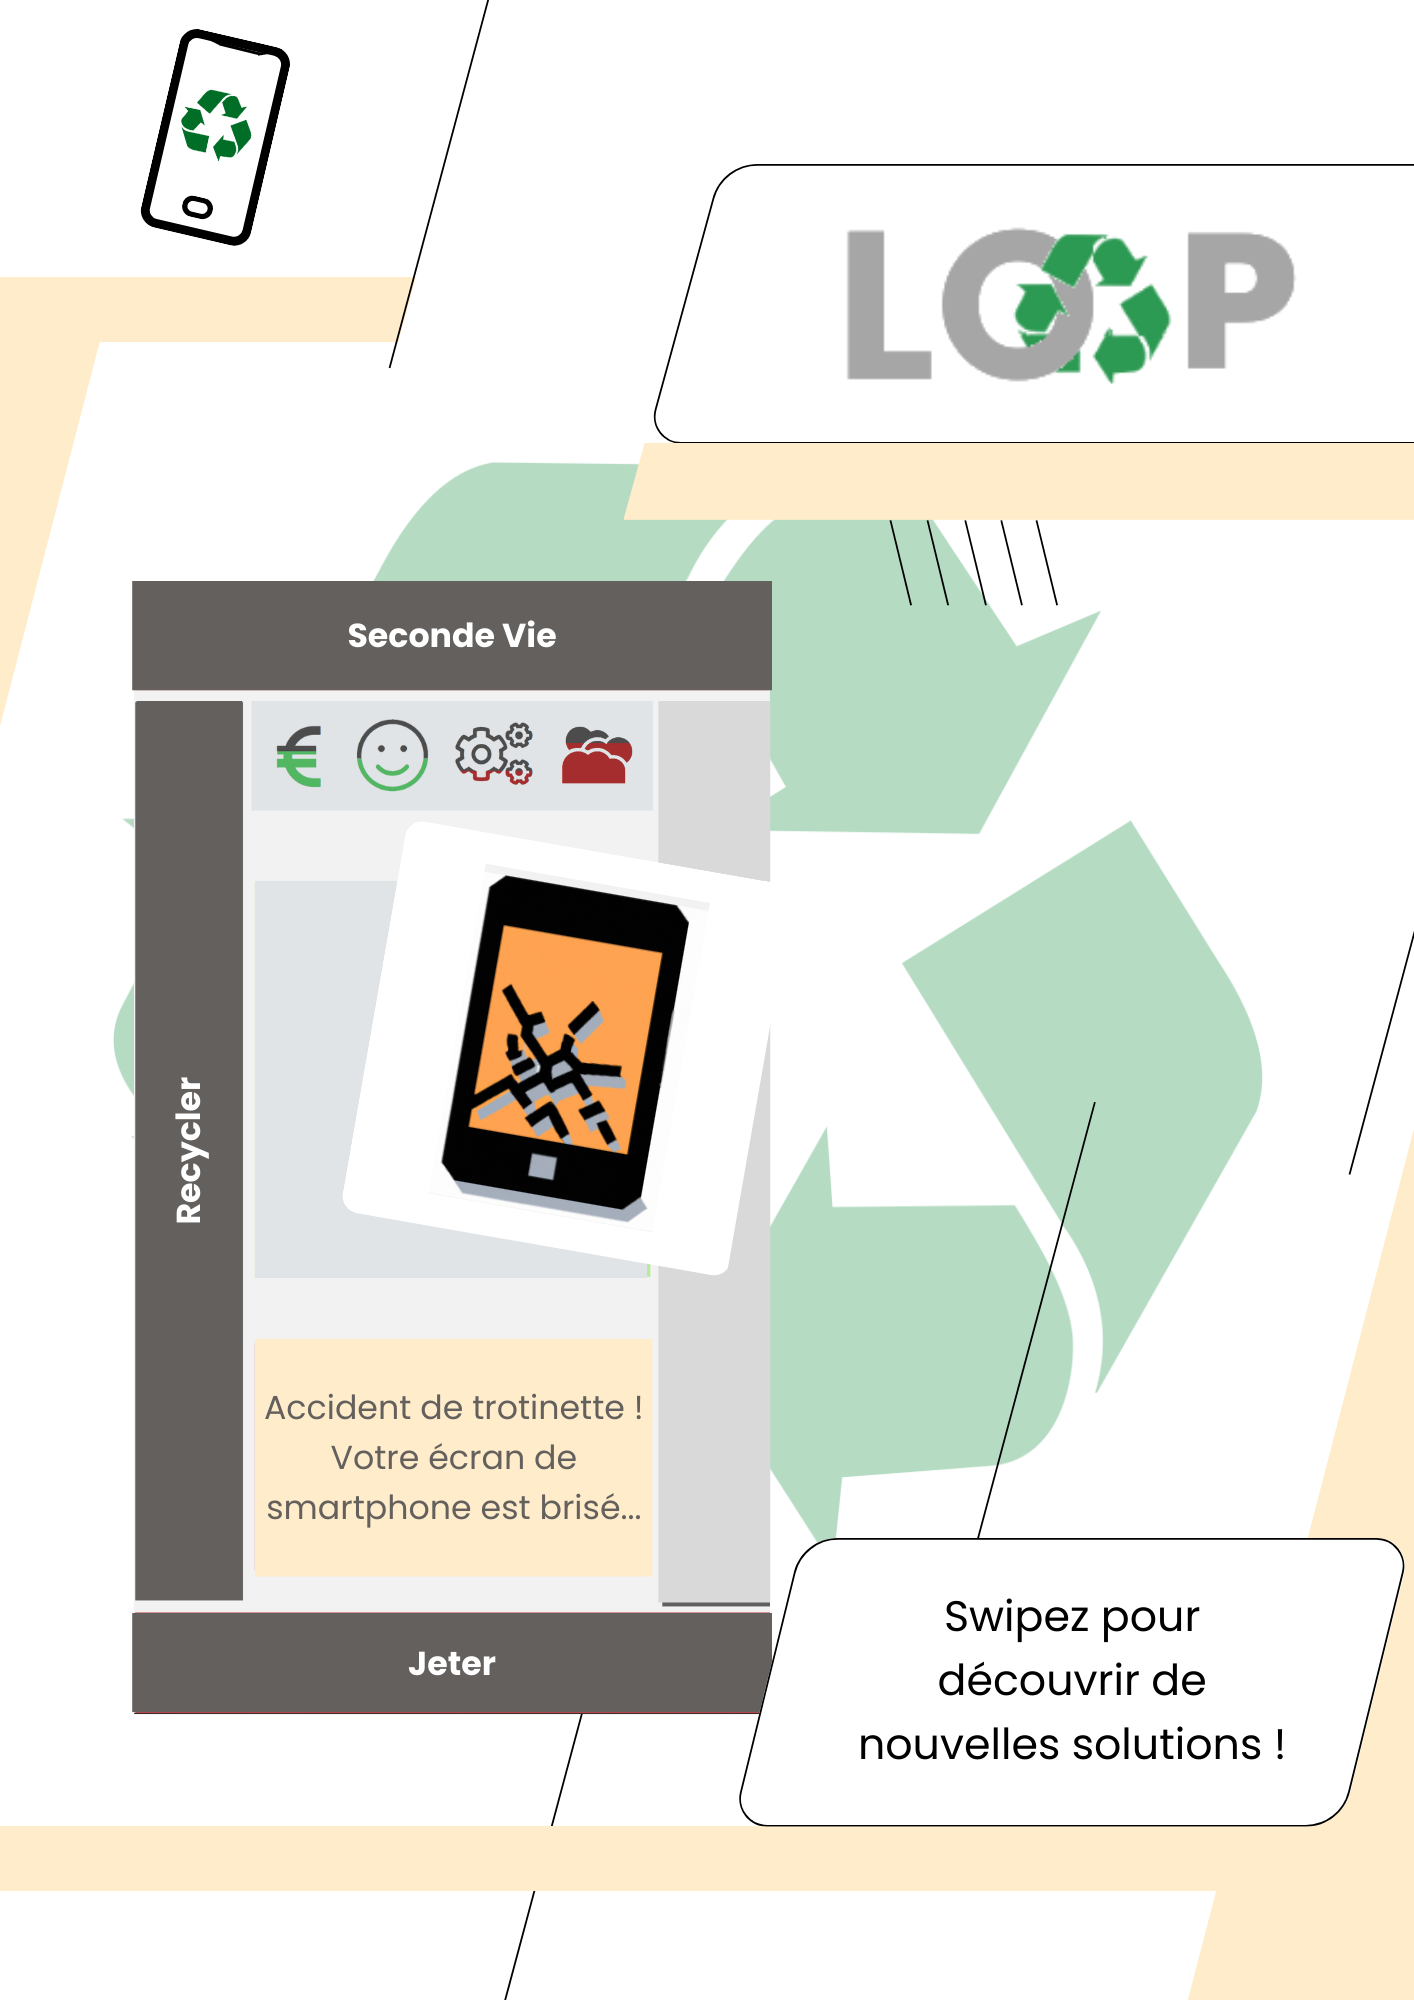 LOOP
Seconde Vie
Recycler
Accident de trotinette !
Votre écran de
smartphone est brisé...
Jeter
Swipez pour
découvrir de
nouvelles solutions !